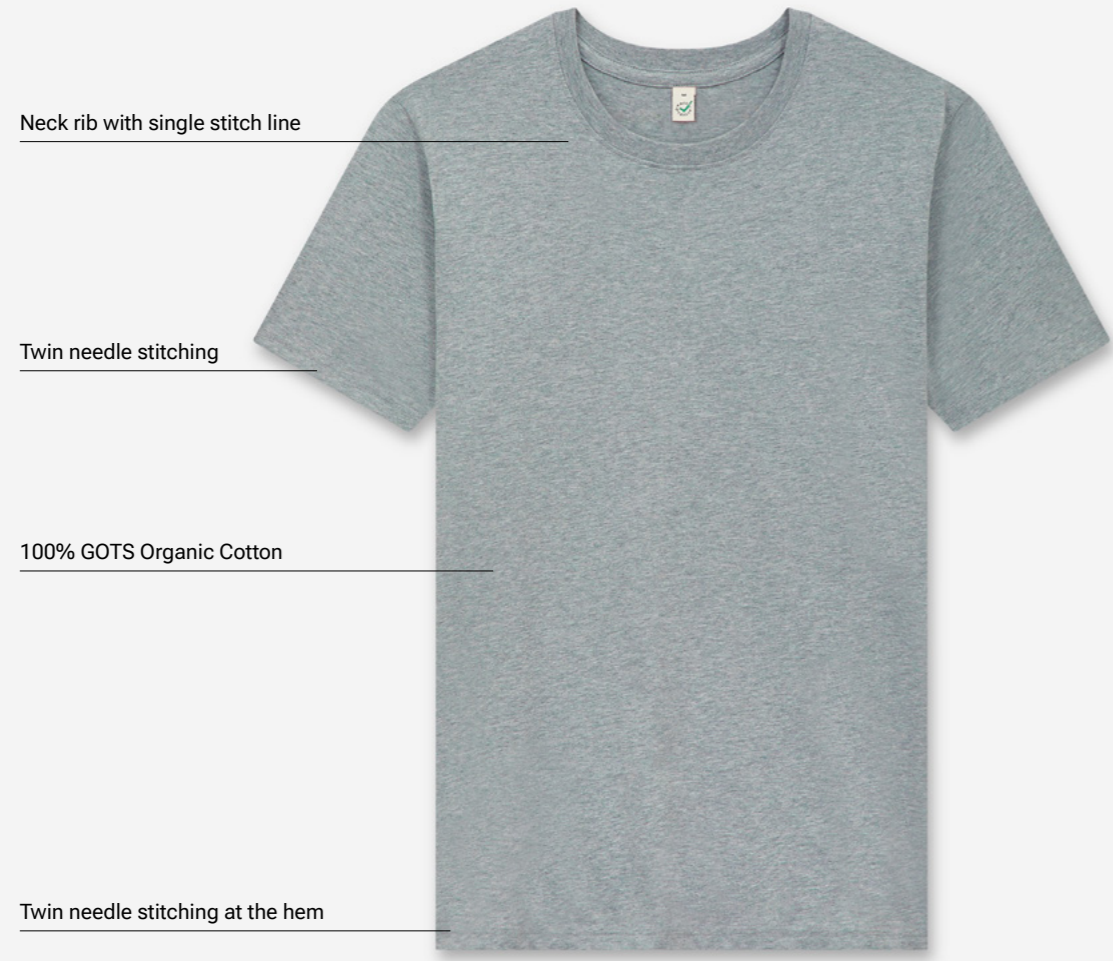 Neck rib with single stitch line
Twin needle stitching
100% GOTS Organic Cotton
Twin needle stitching at the hem